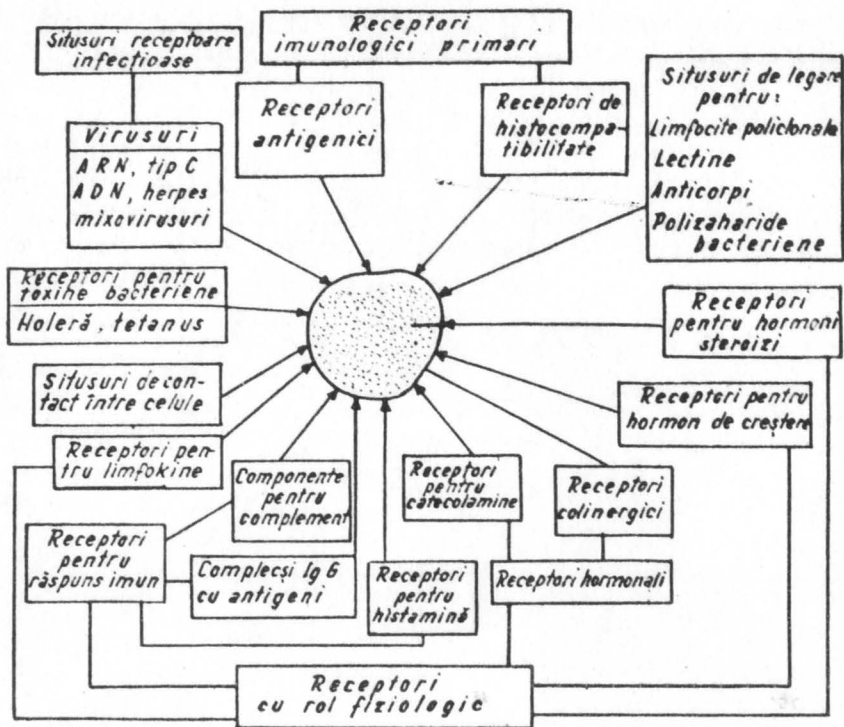 Situsuri receptoare
infectioase
Receptori
imunologici primari
Virusuri
ARN, tip C
ADN, herpes
mixovirusuri
Receptori
antigenici
Receptori de
histocompa-
tibilitate
Situsuri de legare
pentru:
Limfocite policlonale
Lectine
Anticorpi
Polizaharide
bacteriene
Receptori pentru
toxine bacteriene
Holeră, tetanus
Receptori
pentru hormoni
steroizi
Situsuri de con-
tact între celule
Receptori pentru
hormon de creștere
Receptori pen-
tru limfokine
Componente
pentru
complement
Receptori
pentru
catecolamine
Receptori
colinergici
Receptori
pentru
răspuns imun
Complecși Ig G
cu antigeni
Receptori
pentru
histamină
Receptori hormonali
Receptori
cu rol fiziologic